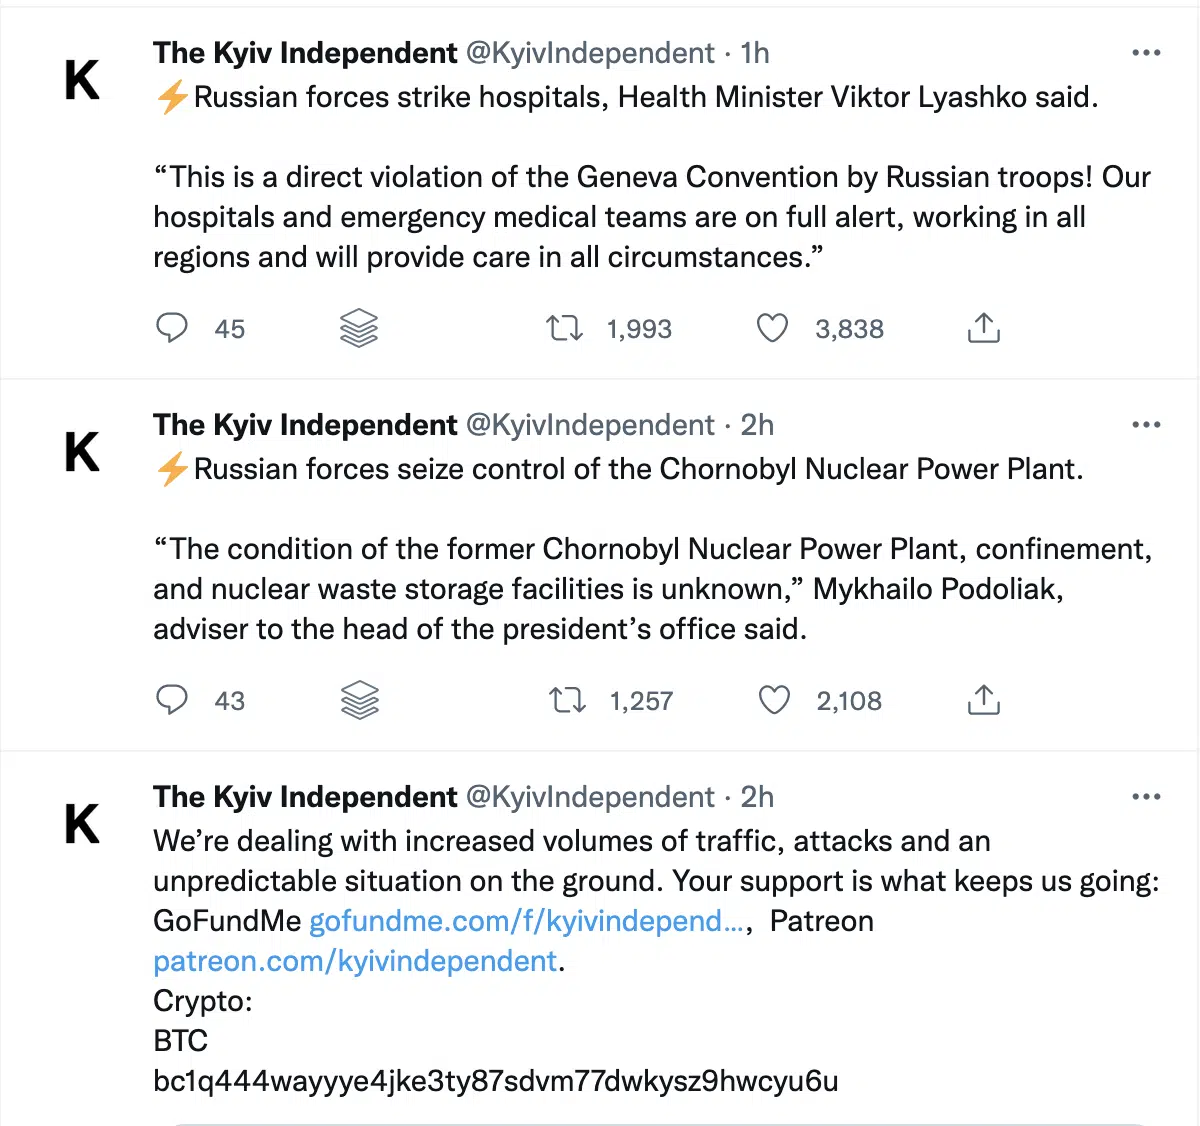 K
The Kyiv Independent @KyivIndependent · 1h
⚡Russian forces strike hospitals, Health Minister Viktor Lyashko said.
“This is a direct violation of the Geneva Convention by Russian troops! Our
hospitals and emergency medical teams are on full alert, working in all
regions and will provide care in all circumstances.”
45 1,993 3,838
K
The Kyiv Independent @KyivIndependent · 2h
⚡Russian forces seize control of the Chornobyl Nuclear Power Plant.
“The condition of the former Chornobyl Nuclear Power Plant, confinement,
and nuclear waste storage facilities is unknown,” Mykhailo Podoliak,
adviser to the head of the president’s office said.
43 1,257 2,108
K
The Kyiv Independent @KyivIndependent · 2h
We’re dealing with increased volumes of traffic, attacks and an
unpredictable situation on the ground. Your support is what keeps us going:
GoFundMe gofundme.com/f/kyivindepend…, Patreon
patreon.com/kyivindependent.
Crypto:
BTC
bc1q444wayyye4jke3ty87sdvm77dwkysz9hwcyu6u